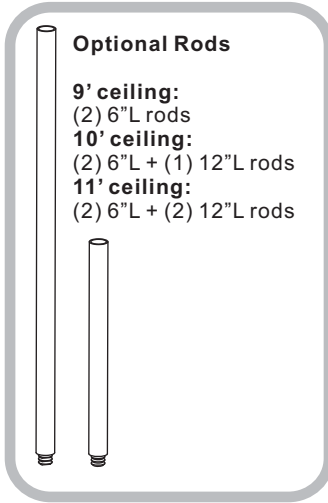 Optional Rods
9’ ceiling:
(2) 6”L rods
10’ ceiling:
(2) 6”L + (1) 12”L rods
11’ ceiling:
(2) 6”L + (2) 12”L rods